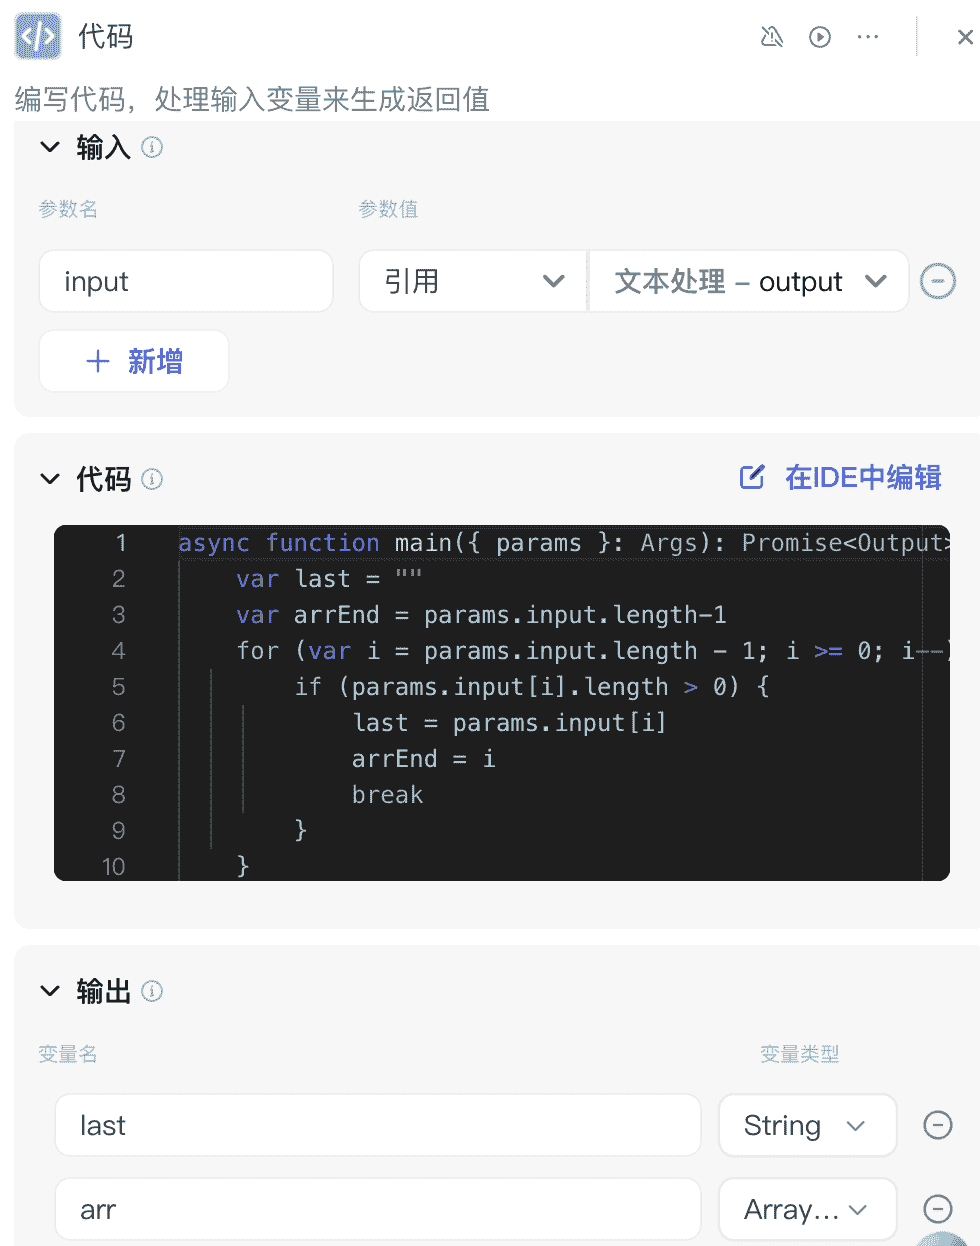 </> 代码
编写代码，处理输入变量来生成返回值
输入
参数名 参数值
input 引用 文本处理 – output
+ 新增
代码 在IDE中编辑
1 async function main({ params }: Args): Promise<Output>
2 var last = ""
3 var arrEnd = params.input.length-1
4 for (var i = params.input.length - 1; i >= 0; i--)
5 if (params.input[i].length > 0) {
6 last = params.input[i]
7 arrEnd = i
8 break
9 }
10 }
输出
变量名 变量类型
last String
arr Array...